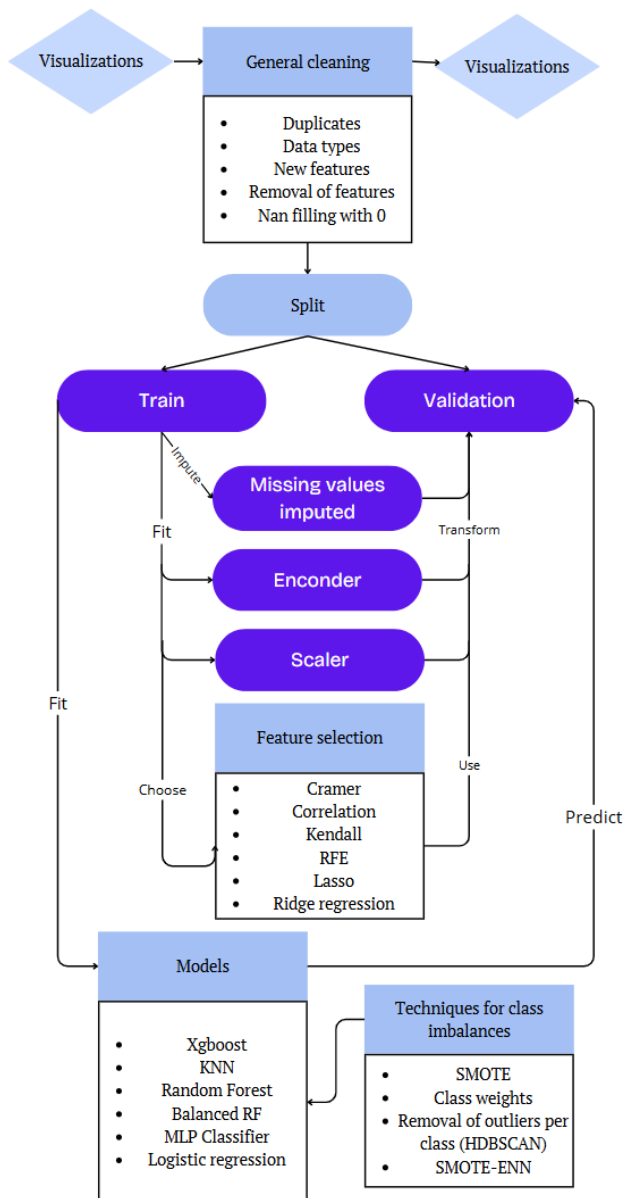 Visualizations
General cleaning
Visualizations
Duplicates
Data types
New features
Removal of features
Nan filling with 0
Split
Train
Validation
Impute
Missing values
imputed
Fit
Transform
Enconder
Scaler
Fit
Feature selection
Use
Choose
Cramer
Correlation
Kendall
RFE
Lasso
Ridge regression
Predict
Models
Xgboost
KNN
Random Forest
Balanced RF
MLP Classifier
Logistic regression
Techniques for class
imbalances
SMOTE
Class weights
Removal of outliers per
class (HDBSCAN)
SMOTE-ENN